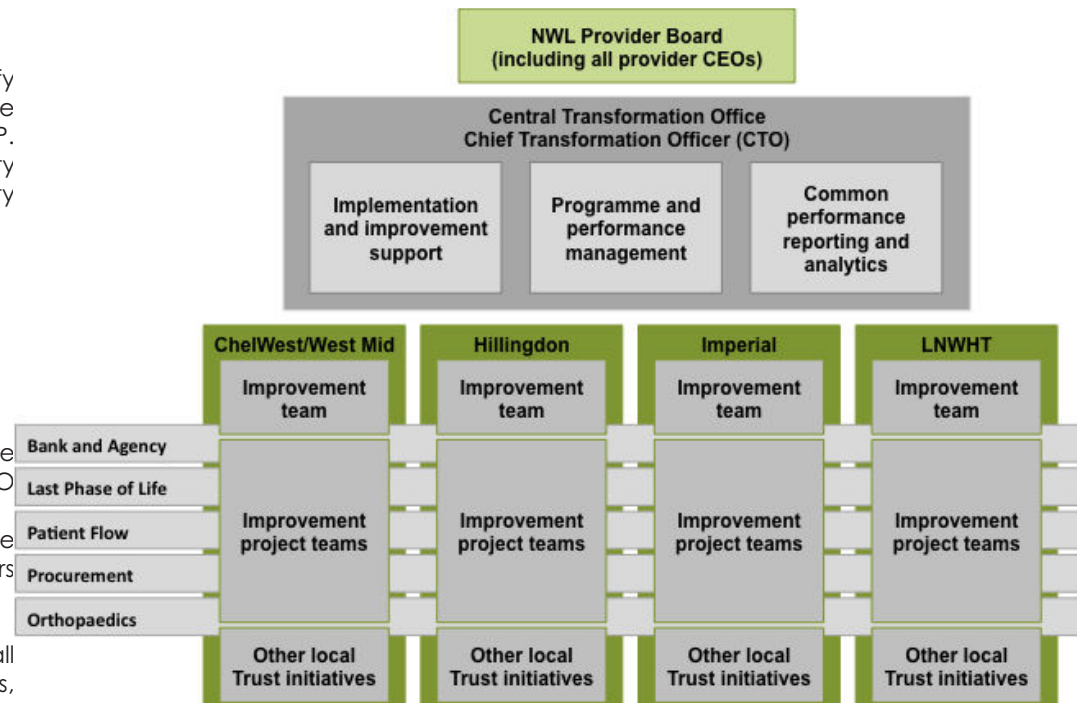 NWL Provider Board
(including all provider CEOs)
Central Transformation Office
Chief Transformation Officer (CTO)
Implementation
and improvement
support
Programme and
performance
management
Common
performance
reporting and
analytics
ChelWest/West Mid
Improvement
team
Improvement
project teams
Other local
Trust initiatives
Hillingdon
Improvement
team
Improvement
project teams
Other local
Trust initiatives
Imperial
Improvement
team
Improvement
project teams
Other local
Trust initiatives
LNWHT
Improvement
team
Improvement
project teams
Other local
Trust initiatives
Bank and Agency
Last Phase of Life
Patient Flow
Procurement
Orthopaedics